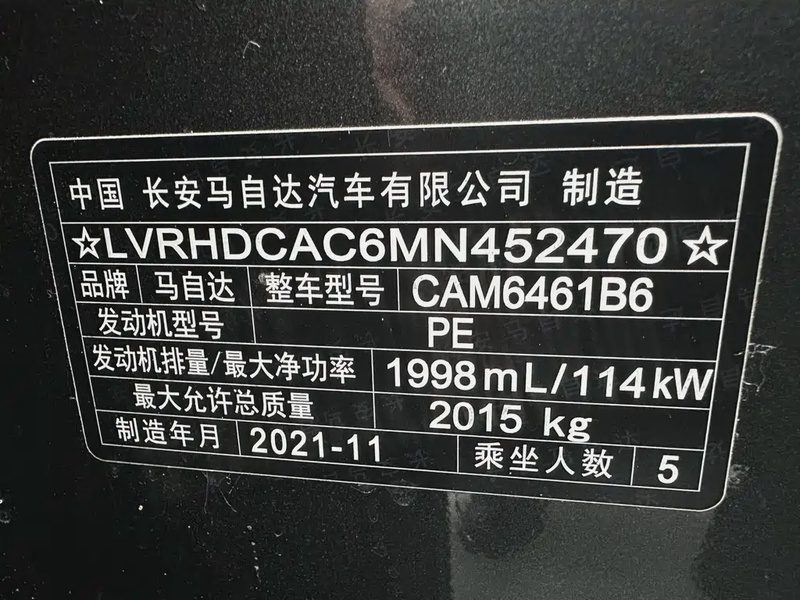 中国 长安马自达汽车有限公司 制造
☆LVRHDCAC6MN452470☆
品牌 马自达 整车型号 CAM6461B6
发动机型号 PE
发动机排量/最大净功率 1998mL/114kW
最大允许总质量 2015 kg
制造年月 2021-11 乘坐人数 5